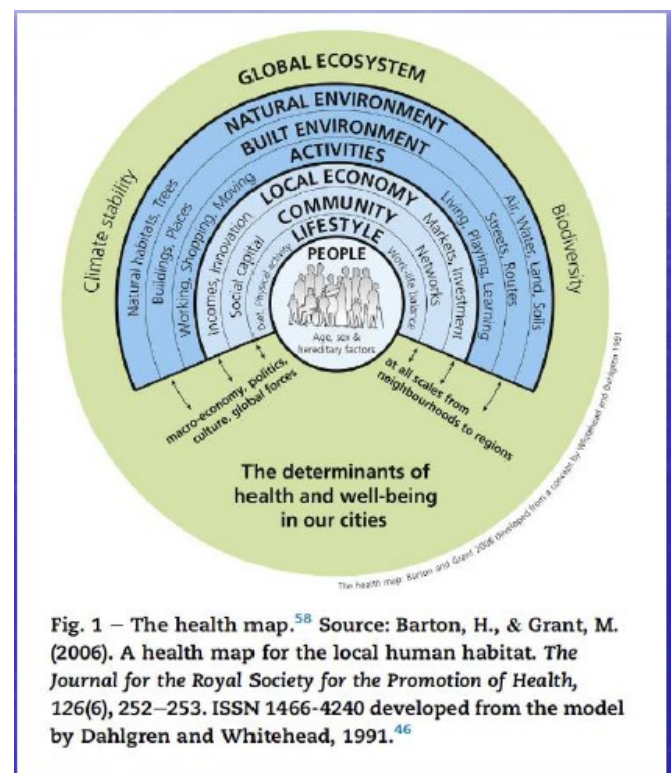 GLOBAL ECOSYSTEM
NATURAL ENVIRONMENT
BUILT ENVIRONMENT
ACTIVITIES
LOCAL ECONOMY
COMMUNITY
LIFESTYLE
PEOPLE
Climate stability
Natural habitats, Trees
Buildings, Places
Working, Shopping, Moving
Incomes, Innovation
Social capital
Diet, Physical activity
Work-life balance
Networks
Markets, Investment
Living, Playing, Learning
Streets, Routes
Air, Water, Land, Soils
Biodiversity
Age, sex &
hereditary factors
macro-economy, politics,
culture, global forces
at all scales from
neighbourhoods to regions
The determinants of
health and well-being
in our cities
The health map: Barton and Grant 2006 developed from a concept by Whitehead and Dahlgren 1991
Fig. 1 – The health map.58 Source: Barton, H., & Grant, M.
(2006). A health map for the local human habitat. The
Journal for the Royal Society for the Promotion of Health,
126(6), 252–253. ISSN 1466-4240 developed from the model
by Dahlgren and Whitehead, 1991.46